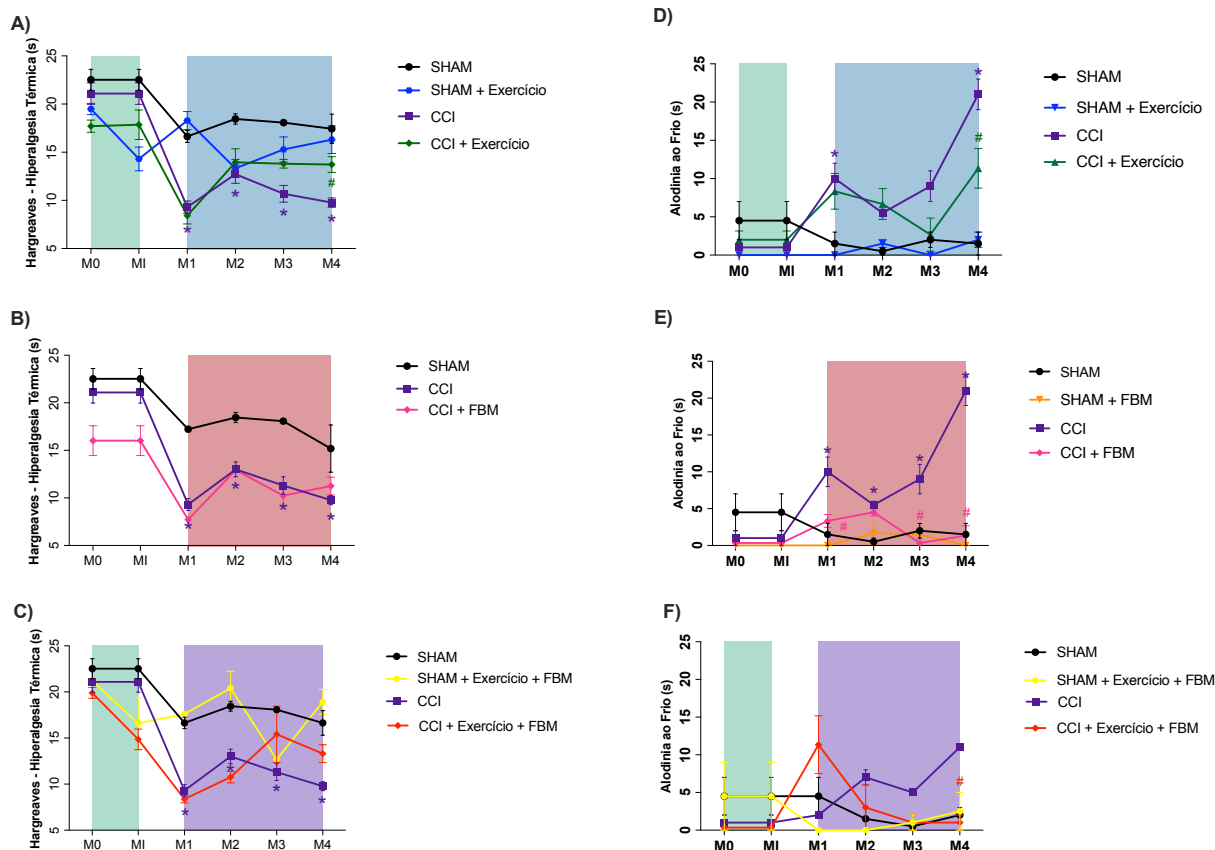 A)
Hargreaves - Hiperalgesia Térmica (s)
25
20
15
10
5
M0 MI M1 M2 M3 M4
* * * *
#
SHAM
SHAM + Exercício
CCI
CCI + Exercício
D)
Alodinia ao Frio (s)
25
20
15
10
5
0
M0 MI M1 M2 M3 M4
* *
#
SHAM
SHAM + Exercício
CCI
CCI + Exercício
B)
Hargreaves - Hiperalgesia Térmica (s)
25
20
15
10
5
M0 MI M1 M2 M3 M4
* * * *
SHAM
CCI
CCI + FBM
E)
Alodinia ao Frio (s)
25
20
15
10
5
0
M0 MI M1 M2 M3 M4
* * * *
# # #
SHAM
SHAM + FBM
CCI
CCI + FBM
C)
Hargreaves - Hiperalgesia Térmica (s)
25
20
15
10
5
M0 MI M1 M2 M3 M4
* * * *
SHAM
SHAM + Exercício + FBM
CCI
CCI + Exercício + FBM
F)
Alodinia ao Frio (s)
25
20
15
10
5
0
M0 MI M1 M2 M3 M4
#
SHAM
SHAM + Exercício + FBM
CCI
CCI + Exercício + FBM